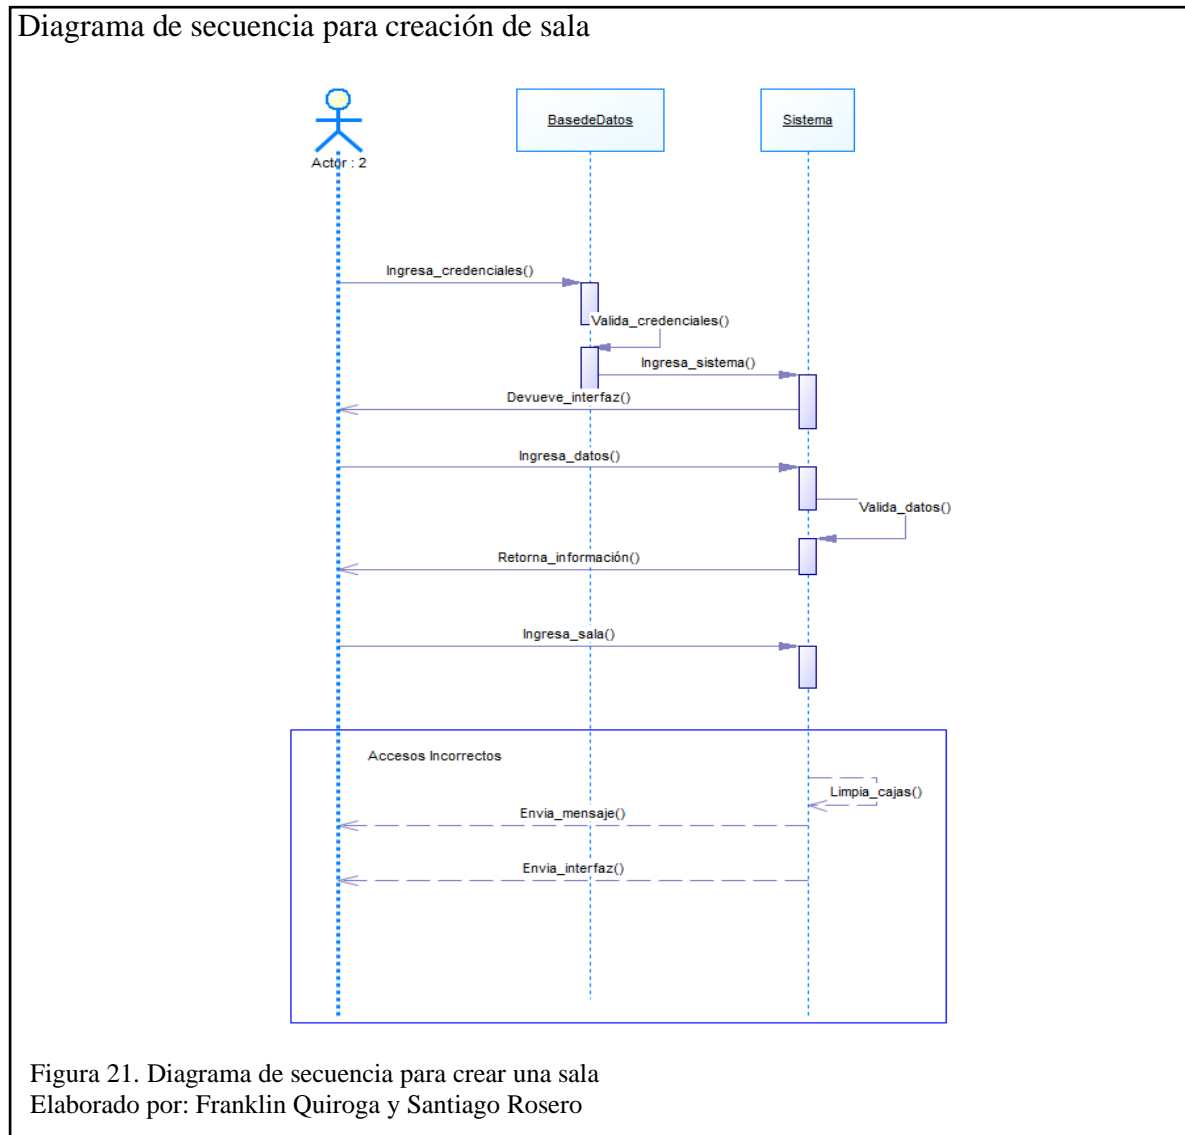 Diagrama de secuencia para creación de sala
Actor : 2
BasedeDatos
Sistema
Ingresa_credenciales()
Valida_credenciales()
Ingresa_sistema()
Devueve_interfaz()
Ingresa_datos()
Valida_datos()
Retorna_información()
Ingresa_sala()
Accesos Incorrectos
Limpia_cajas()
Envia_mensaje()
Envia_interfaz()
Figura 21. Diagrama de secuencia para crear una sala
Elaborado por: Franklin Quiroga y Santiago Rosero